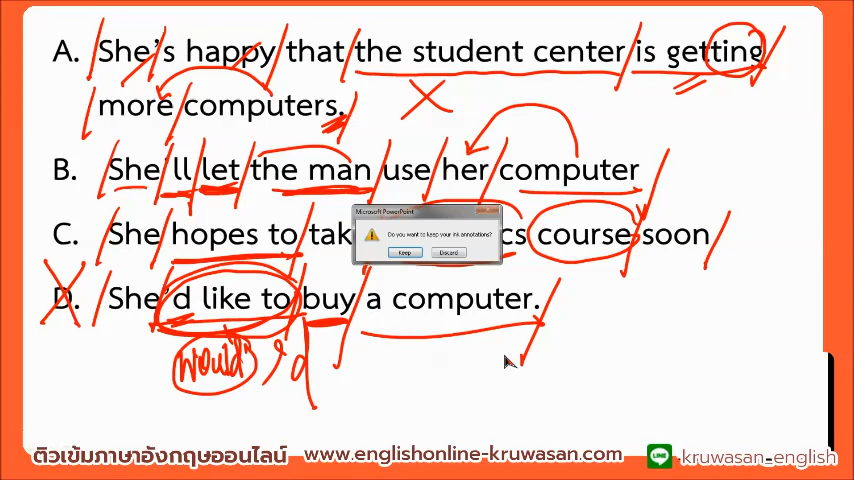 A. She's happy that the student center is getting
more computers.
B. She'll let the man use her computer
Microsoft PowerPoint
C. She hopes to cs course soon
Do you want to keep your ink annotations?
Keep Discard
D. She'd like to buy a computer.
would 'd
ติวเข้มภาษาอังกฤษออนไลน์ www.englishonline-kruwasan.com kruwasan_english